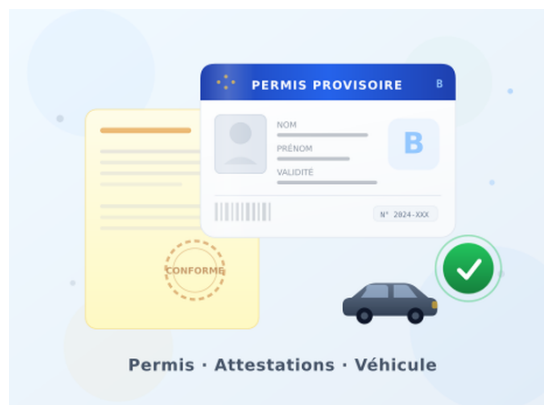 PERMIS PROVISOIRE
B
NOM
PRÉNOM
VALIDITÉ
B
N° 2024-XXX
CONFORME
Permis · Attestations · Véhicule